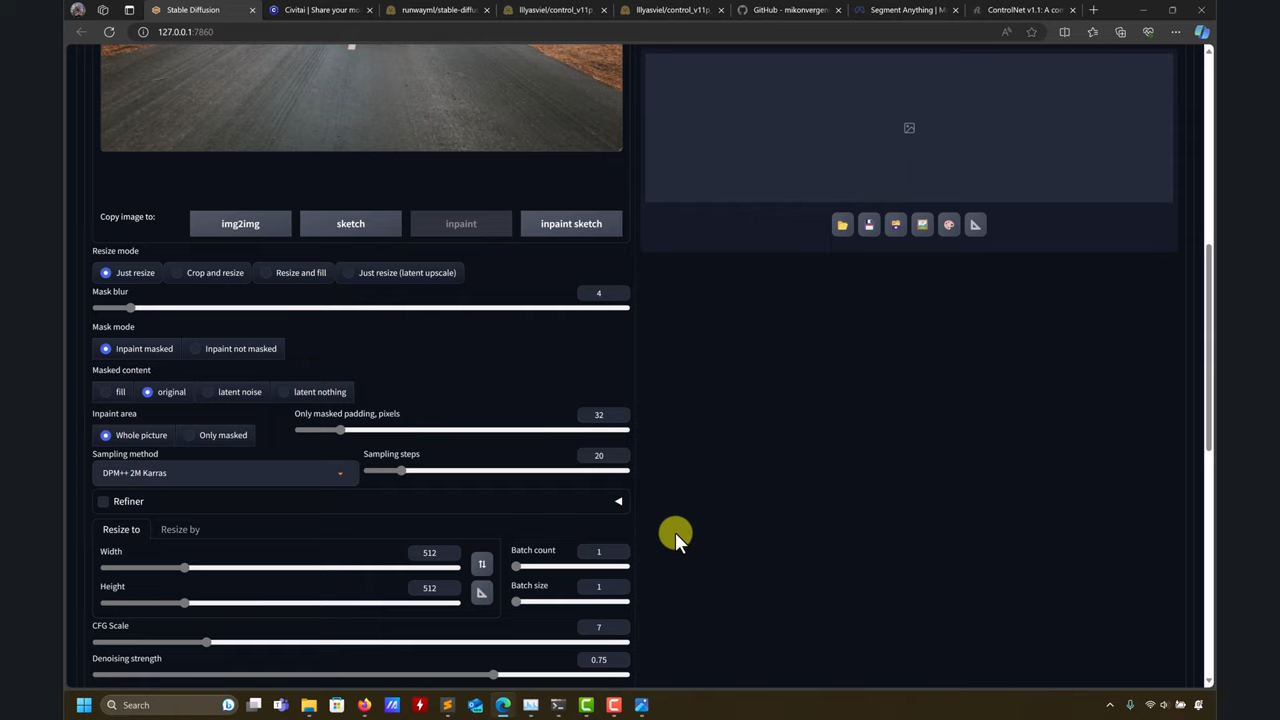 Stable Diffusion
Civitai | Share your mo
runwayml/stable-diffu
lllyasviel/control_v11p
lllyasviel/control_v11p
GitHub - mikonvergen
Segment Anything | M
ControlNet v1.1: A con
127.0.0.1:7860
Copy image to:
img2img
sketch
inpaint
inpaint sketch
Resize mode
Just resize
Crop and resize
Resize and fill
Just resize (latent upscale)
Mask blur
4
Mask mode
Inpaint masked
Inpaint not masked
Masked content
fill
original
latent noise
latent nothing
Inpaint area
Only masked padding, pixels
32
Whole picture
Only masked
Sampling method
Sampling steps
20
DPM++ 2M Karras
Refiner
Resize to
Resize by
Width
512
Batch count
1
Height
512
Batch size
1
CFG Scale
7
Denoising strength
0.75
Search